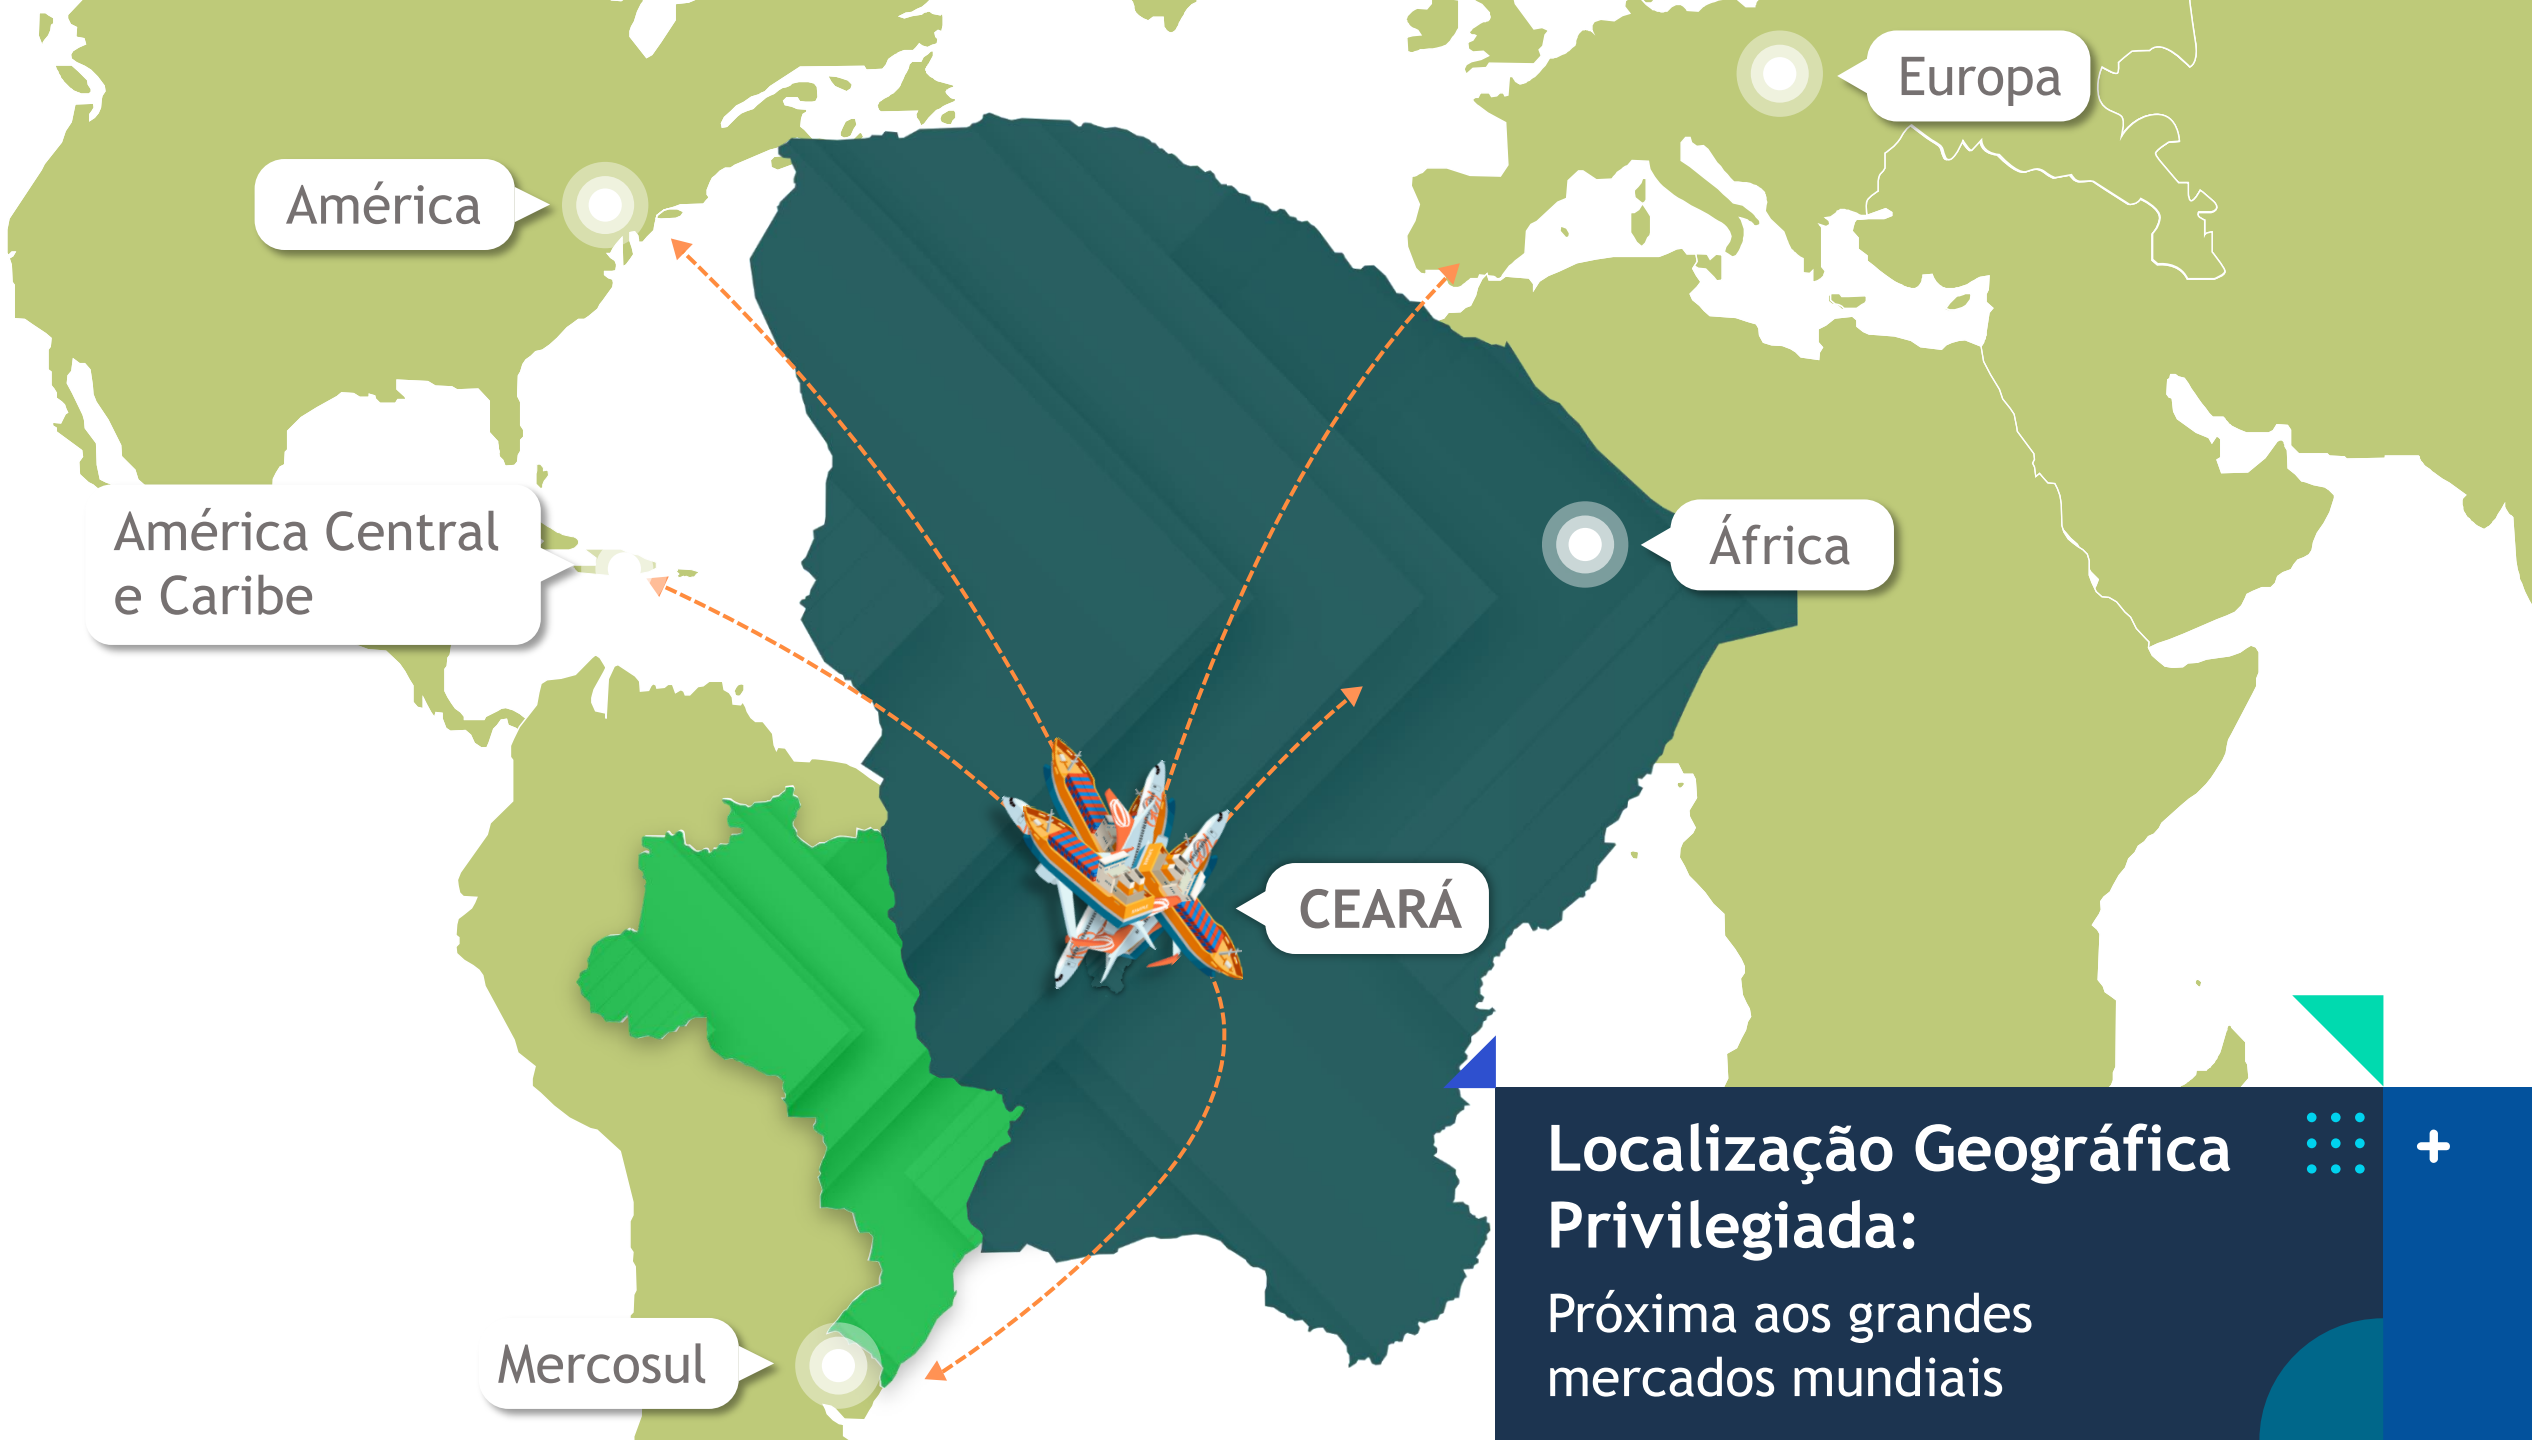 Europa
América
América Central
e Caribe
África
CEARÁ
Mercosul
Localização Geográfica
Privilegiada:
Próxima aos grandes
mercados mundiais
+